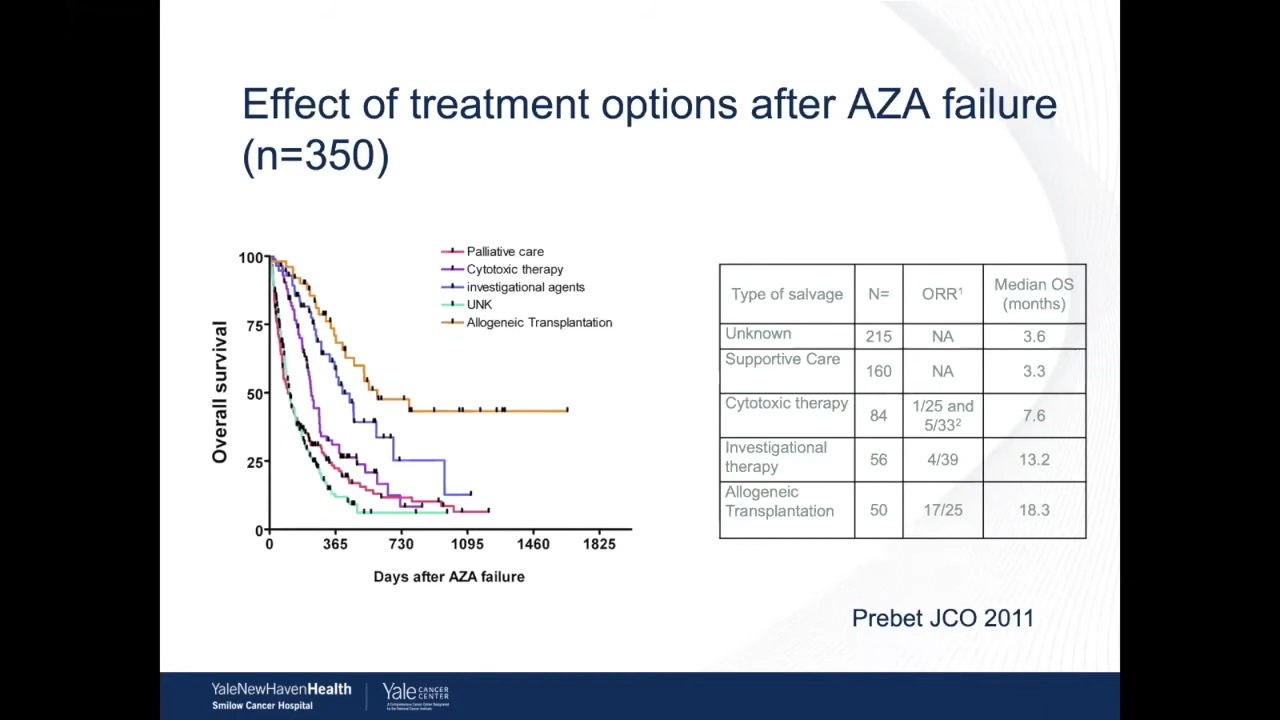 Effect of treatment options after AZA failure
(n=350)
Palliative care
Cytotoxic therapy
investigational agents
UNK
Allogeneic Transplantation
Overall survival
100
75
50
25
0
0 365 730 1095 1460 1825
Days after AZA failure
Type of salvage N= ORR¹ Median OS (months)
Unknown 215 NA 3.6
Supportive Care 160 NA 3.3
Cytotoxic therapy 84 1/25 and 5/33² 7.6
Investigational therapy 56 4/39 13.2
Allogeneic Transplantation 50 17/25 18.3
Prebet JCO 2011
YaleNewHavenHealth
Smilow Cancer Hospital
Yale CANCER CENTER